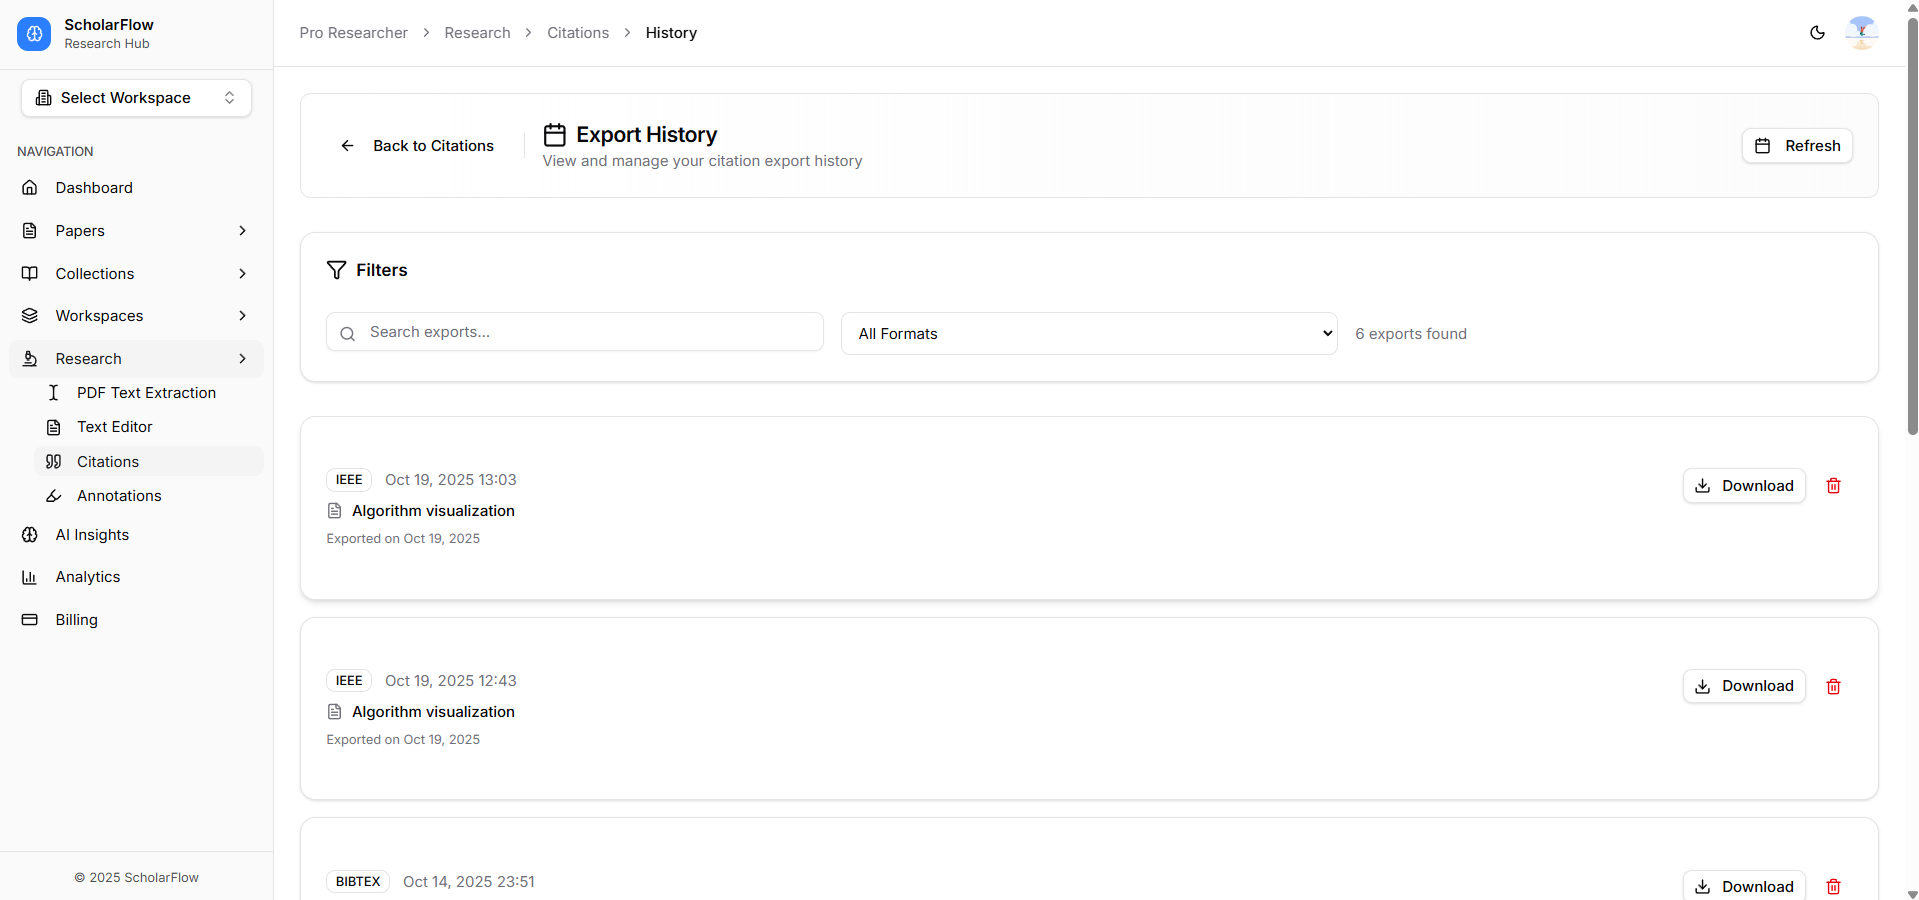 ScholarFlow
Research Hub
Select Workspace
NAVIGATION
Dashboard
Papers
Collections
Workspaces
Research
PDF Text Extraction
Text Editor
Citations
Annotations
AI Insights
Analytics
Billing
© 2025 ScholarFlow
Pro Researcher > Research > Citations > History
Back to Citations
Export History
View and manage your citation export history
Refresh
Filters
Search exports...
All Formats
6 exports found
IEEE Oct 19, 2025 13:03
Algorithm visualization
Exported on Oct 19, 2025
Download
IEEE Oct 19, 2025 12:43
Algorithm visualization
Exported on Oct 19, 2025
Download
BIBTEX Oct 14, 2025 23:51
Download